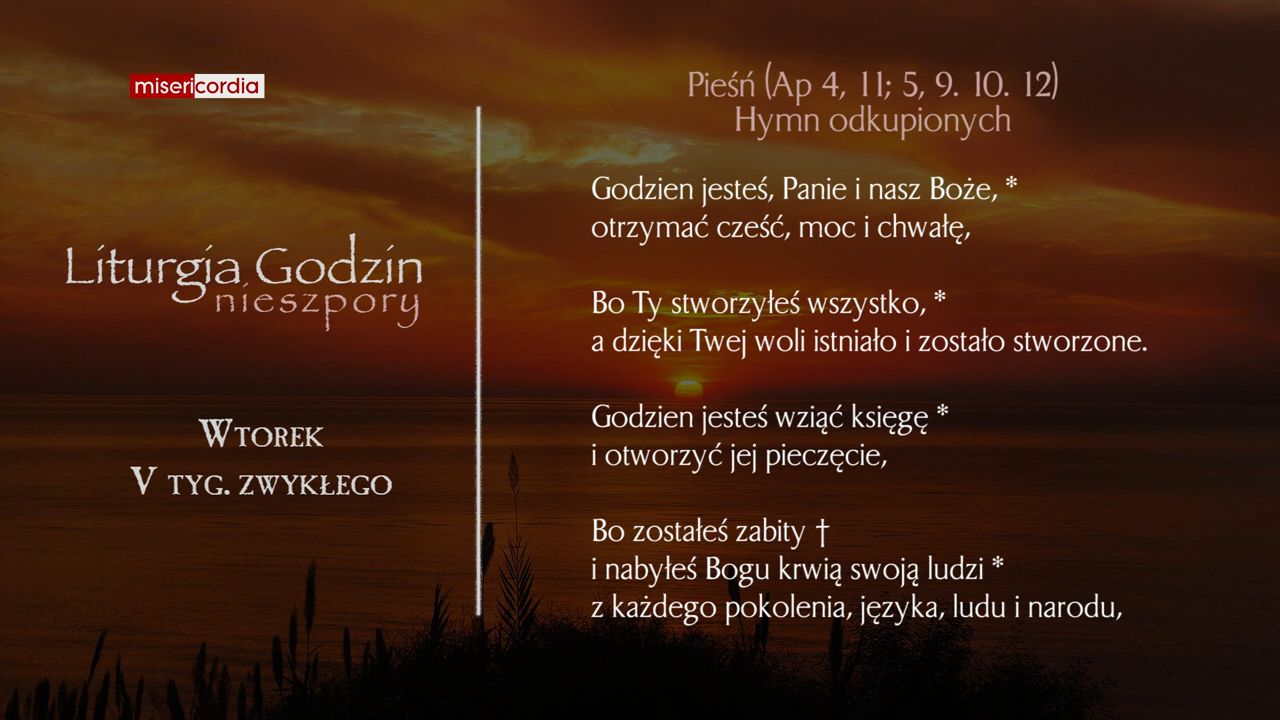 misericordia
Liturgia Godzin
nieszpory
Wtorek
V tyg. zwykłego
Pieśń (Ap 4, 11; 5, 9. 10. 12)
Hymn odkupionych
Godzien jesteś, Panie i nasz Boże, *
otrzymać cześć, moc i chwałę,
Bo Ty stworzyłeś wszystko, *
a dzięki Twej woli istniało i zostało stworzone.
Godzien jesteś wziąć księgę *
i otworzyć jej pieczęcie,
Bo zostałeś zabity †
i nabyłeś Bogu krwią swoją ludzi *
z każdego pokolenia, języka, ludu i narodu,